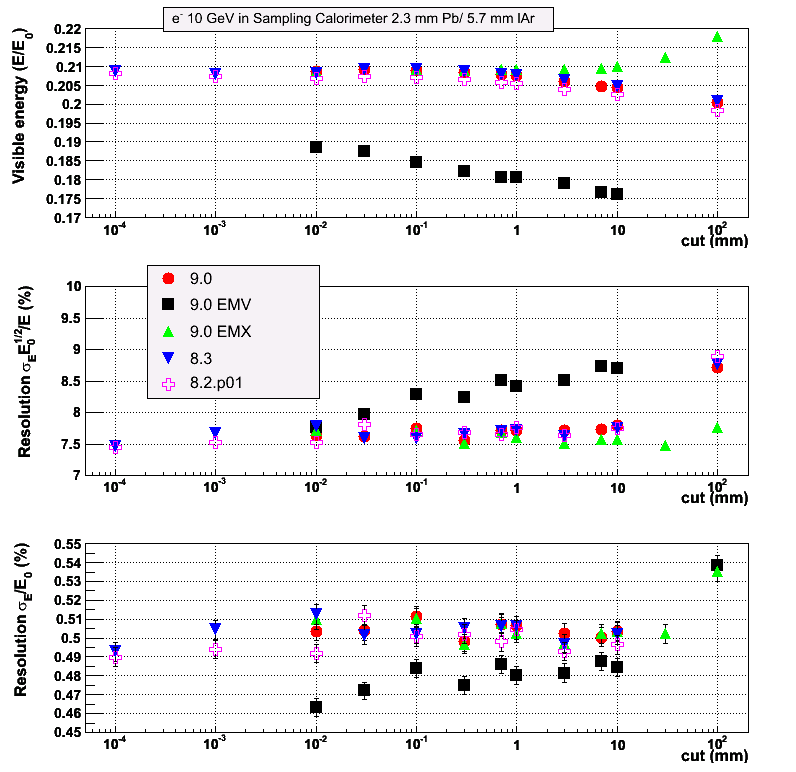 e⁻ 10 GeV in Sampling Calorimeter 2.3 mm Pb/ 5.7 mm lAr
Visible energy (E/E₀)
0.22
0.215
0.21
0.205
0.2
0.195
0.19
0.185
0.18
0.175
0.17
10⁻⁴ 10⁻³ 10⁻² 10⁻¹ 1 10 10²
cut (mm)
Resolution σ_E E₀^1/2/E (%)
10
9.5
9
8.5
8
7.5
7
9.0
9.0 EMV
9.0 EMX
8.3
8.2.p01
10⁻⁴ 10⁻³ 10⁻² 10⁻¹ 1 10 10²
cut (mm)
Resolution σ_E/E₀ (%)
0.55
0.54
0.53
0.52
0.51
0.5
0.49
0.48
0.47
0.46
0.45
10⁻⁴ 10⁻³ 10⁻² 10⁻¹ 1 10 10²
cut (mm)